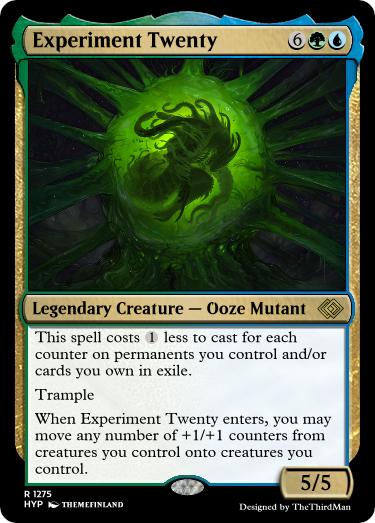 Experiment Twenty 6
Legendary Creature — Ooze Mutant
This spell costs 1 less to cast for each
counter on permanents you control and/or
cards you own in exile.
Trample
When Experiment Twenty enters, you may
move any number of +1/+1 counters from
creatures you control onto creatures you
control.
5/5
R 1275
HYP THEMEFINLAND
Designed by TheThirdMan